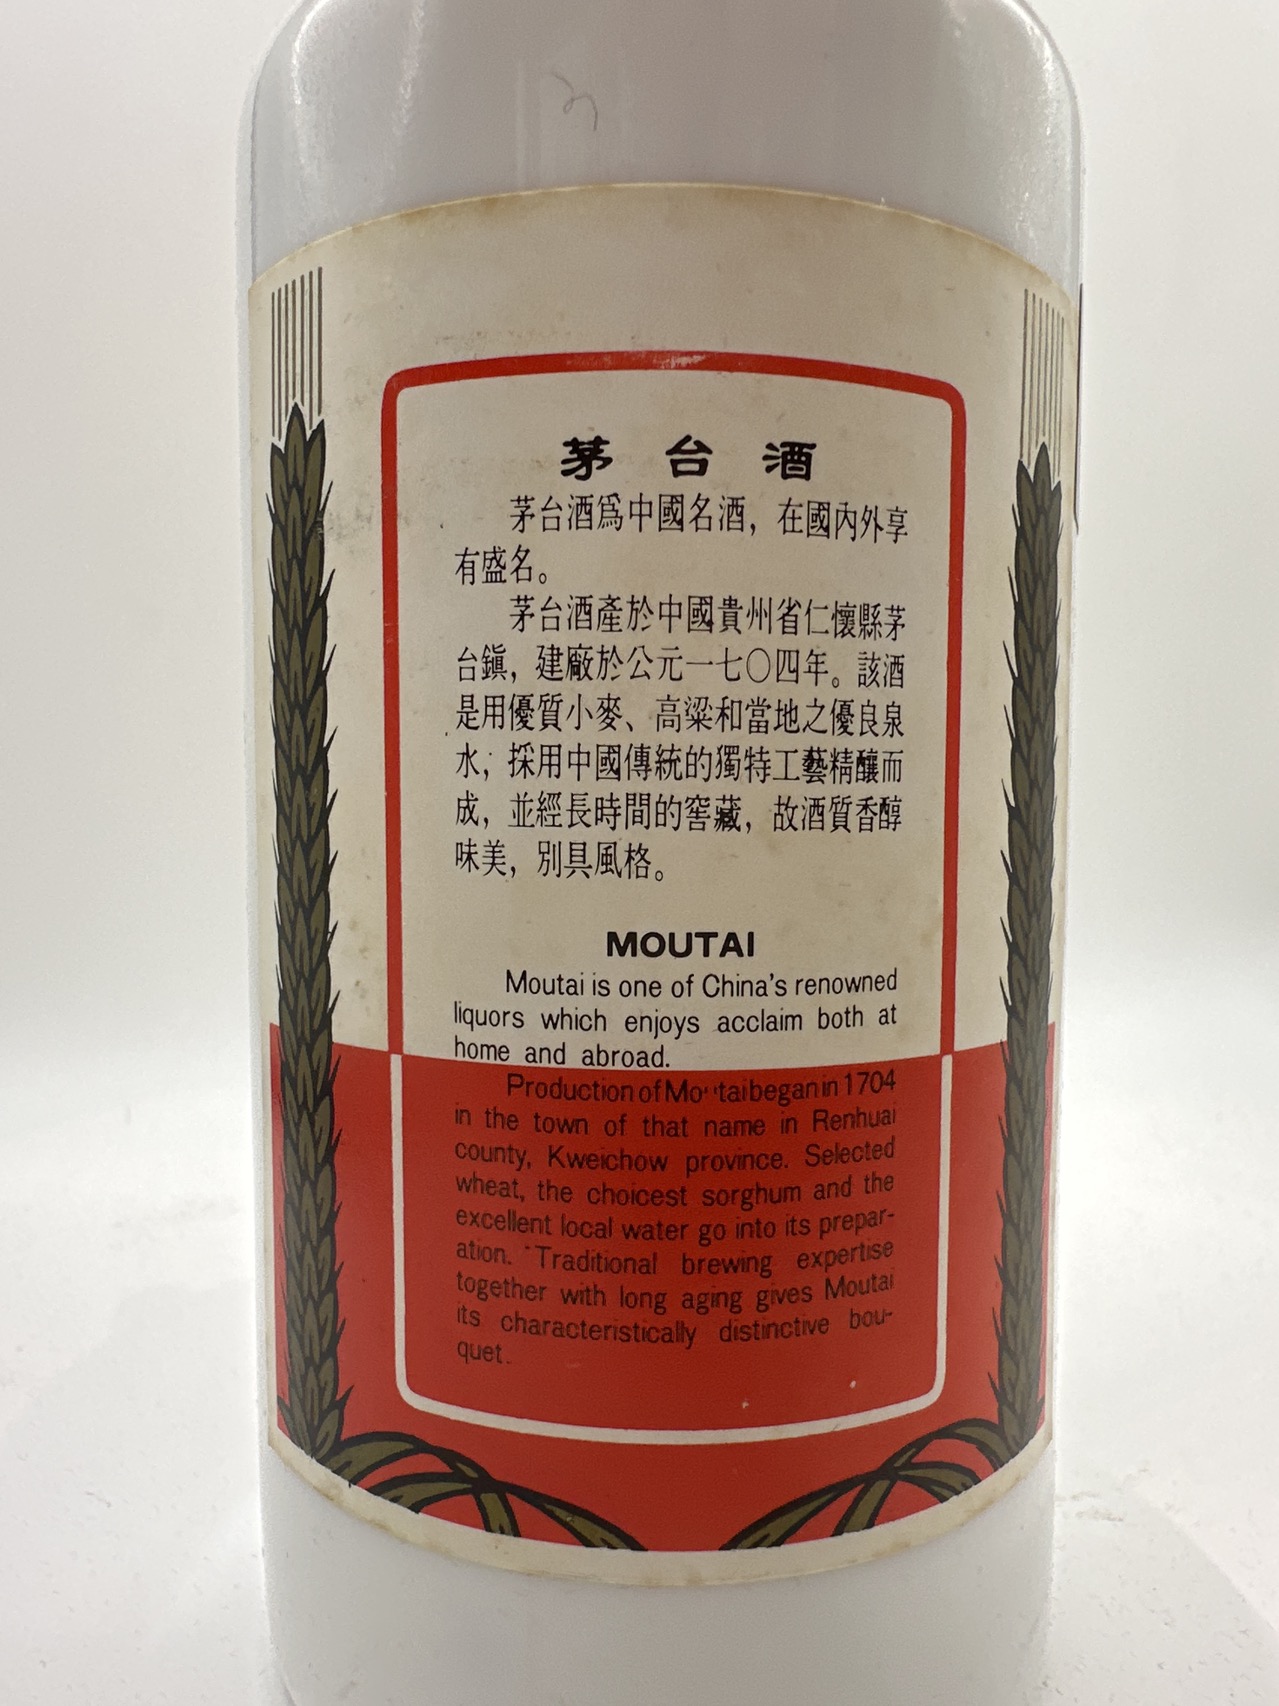 茅台酒
茅台酒爲中國名酒，在國内外享
有盛名。
茅台酒產於中國貴州省仁懷縣茅
台鎭，建廠於公元一七〇四年。該酒
是用優質小麥、高粱和當地之優良泉
水；採用中國傳統的獨特工藝精釀而
成，並經長時間的窖藏，故酒質香醇
味美，別具風格。
MOUTAI
Moutai is one of China's renowned
liquors which enjoys acclaim both at
home and abroad.
Production of Moutai began in 1704
in the town of that name in Renhuai
county, Kweichow province. Selected
wheat, the choicest sorghum and the
excellent local water go into its prepar-
ation. Traditional brewing expertise
together with long aging gives Moutai
its characteristically distinctive bou-
quet.